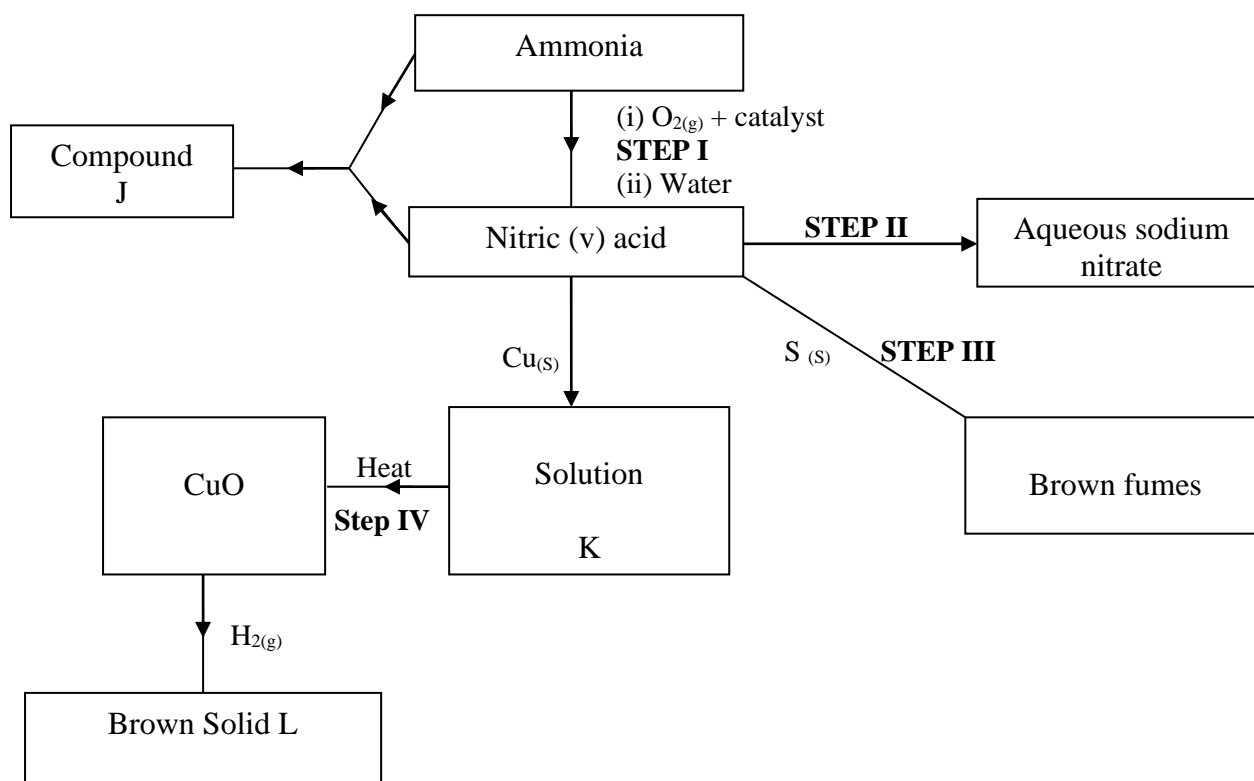 Ammonia
(i) O₂₍g₎ + catalyst
STEP I
(ii) Water
Compound
J
Nitric (v) acid
STEP II
Aqueous sodium
nitrate
S (S)
STEP III
Cu(S)
CuO
Heat
Step IV
Solution
K
Brown fumes
H₂₍g₎
Brown Solid L